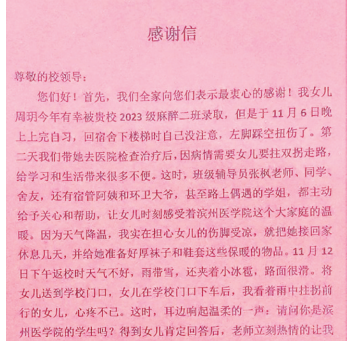 感谢信
尊敬的校领导：
您们好！首先，我们全家向您们表示最衷心的感谢！我女儿
周玥今年有幸被贵校 2023 级麻醉二班录取，但是于 11 月 6 日晚
上上完自习，回宿舍下楼梯时自己没注意，左脚踩空扭伤了。第
二天我们带她去医院检查治疗后，因病情需要女儿要拄双拐走路，
给学习和生活带来很多不便。这时，班级辅导员张枫老师、同学、
舍友，还有宿管阿姨和环卫大爷，甚至路上偶遇的学姐，都主动
给予关心和帮助，让女儿时刻感受着滨州医学院这个大家庭的温
暖。因为天气降温，我实在担心女儿的伤脚受凉，就把她接回家
休息几天，并给她准备好厚袜子和鞋套这些保暖的物品。11 月 12
日下午返校时天气不好，雨带雪，还夹着小冰雹，路面很滑。将
女儿送到学校门口，女儿在学校门口下车后，我看着雨中拄拐前
行的女儿，心疼不已。这时，耳边响起温柔的一声：请问你是滨
州医学院的学生吗？得到女儿肯定回答后，老师立刻热情的让我